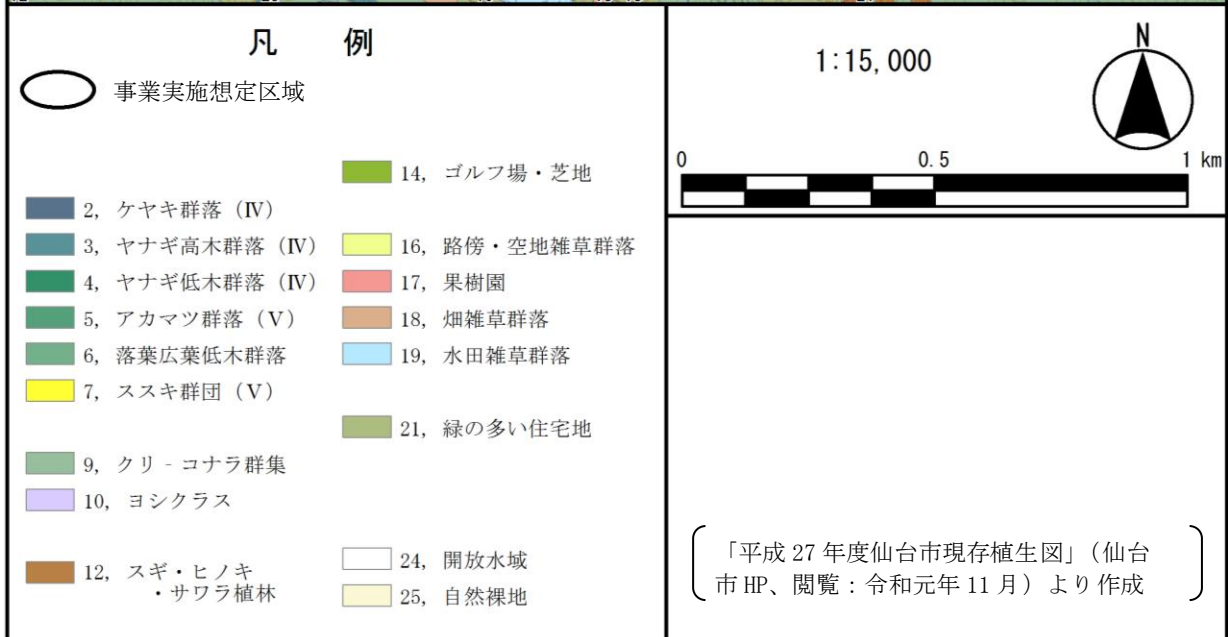 凡 例
事業実施想定区域
2, ケヤキ群落（Ⅳ）
3, ヤナギ高木群落（Ⅳ）
4, ヤナギ低木群落（Ⅳ）
5, アカマツ群落（Ⅴ）
6, 落葉広葉低木群落
7, ススキ群団（Ⅴ）
9, クリ‐コナラ群集
10, ヨシクラス
12, スギ・ヒノキ
・サワラ植林
14, ゴルフ場・芝地
16, 路傍・空地雑草群落
17, 果樹園
18, 畑雑草群落
19, 水田雑草群落
21, 緑の多い住宅地
24, 開放水域
25, 自然裸地
1:15,000
N
0 0.5 1 km
「平成 27 年度仙台市現存植生図」（仙台
市 HP、閲覧：令和元年 11 月）より作成